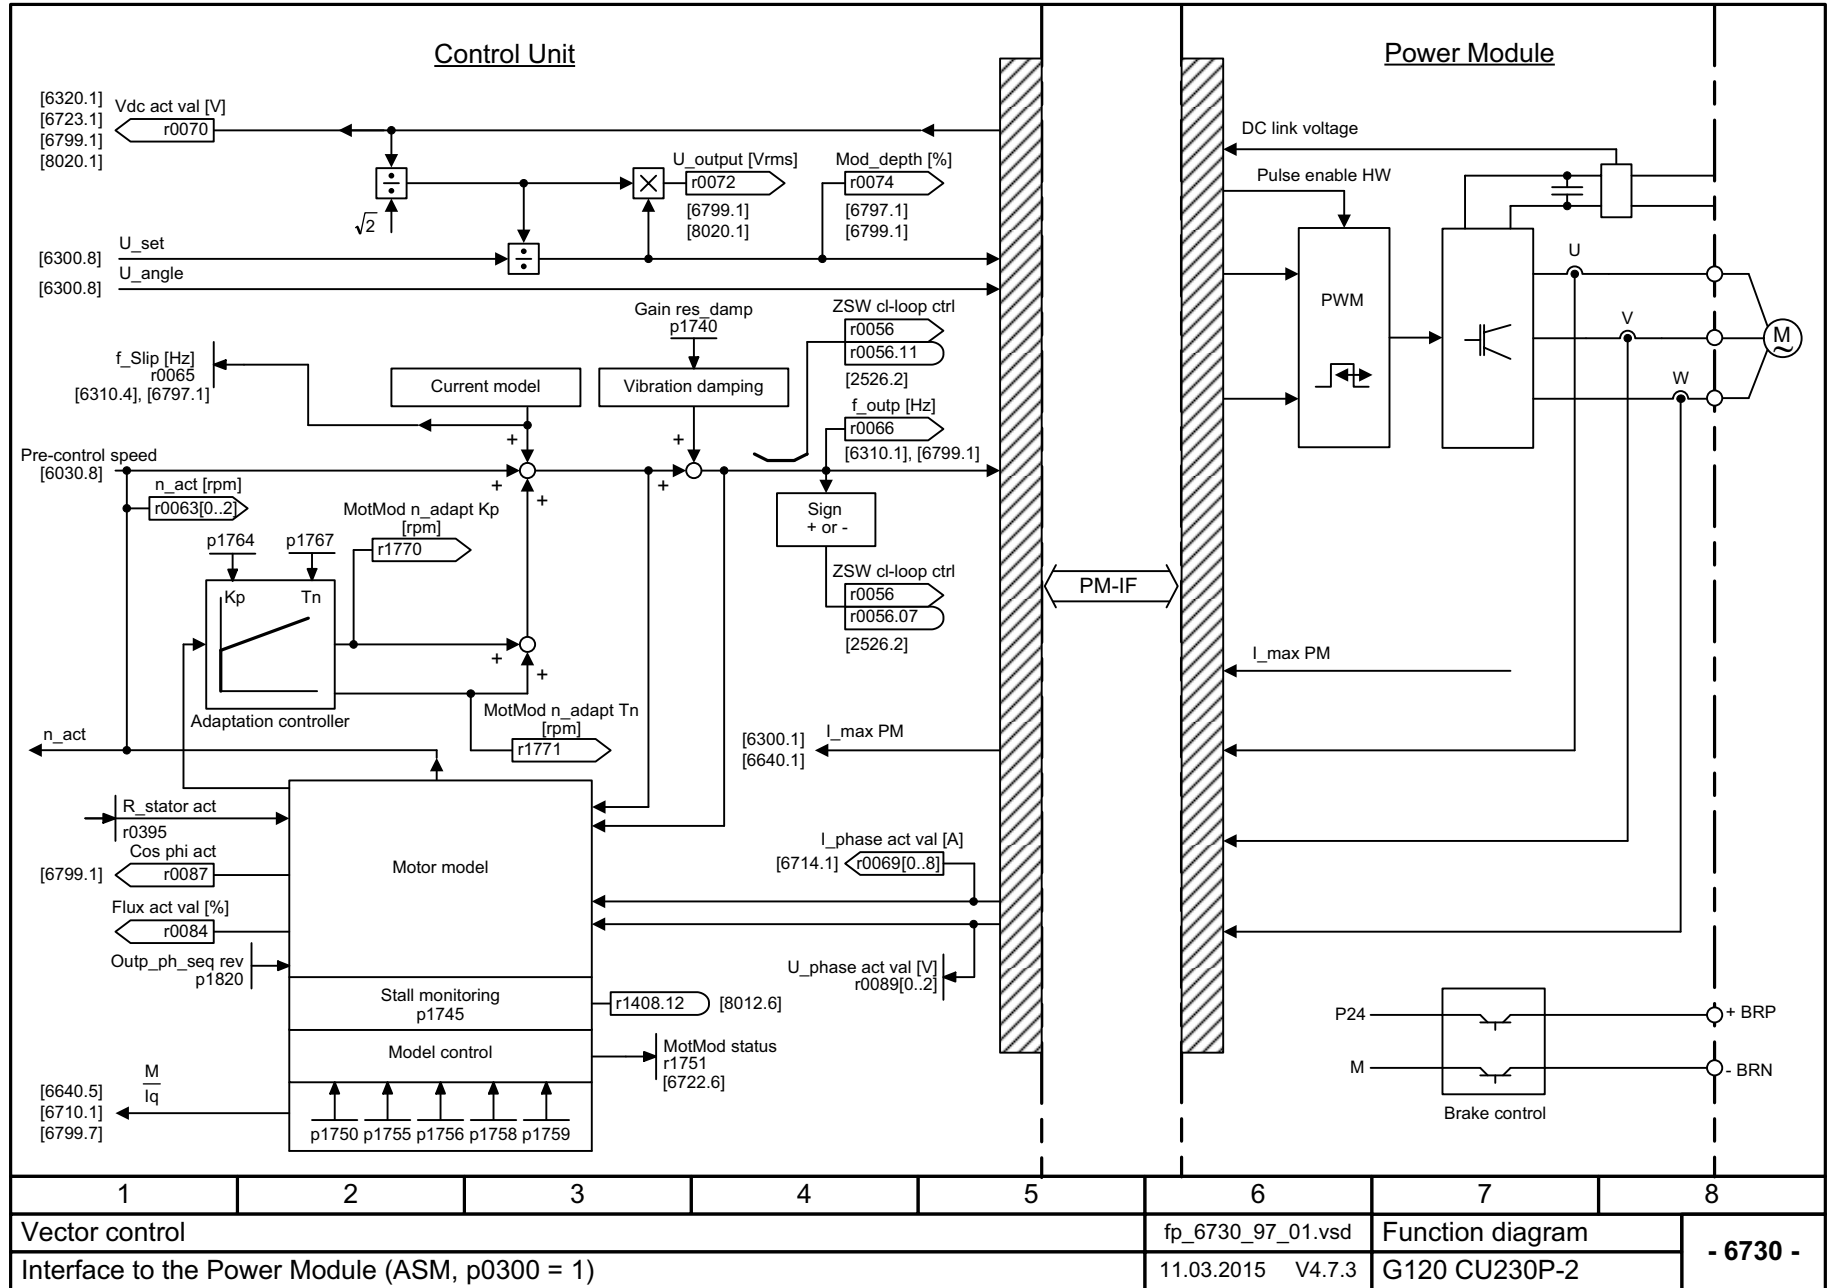 Control Unit
Power Module
[6320.1]
[6723.1]
[6799.1]
[8020.1]
Vdc act val [V]
r0070
÷
√2
U_output [Vrms]
r0072
[6799.1]
[8020.1]
Mod_depth [%]
r0074
[6797.1]
[6799.1]
DC link voltage
Pulse enable HW
U_set
[6300.8]
÷
U_angle
[6300.8]
Gain res_damp
p1740
ZSW cl-loop ctrl
r0056
r0056.11
[2526.2]
f_Slip [Hz]
r0065
[6310.4], [6797.1]
Current model
Vibration damping
f_outp [Hz]
r0066
[6310.1], [6799.1]
PWM
U
V
W
M
~
Pre-control speed
[6030.8]
+
+
+
+
n_act [rpm]
r0063[0..2]
MotMod n_adapt Kp
[rpm]
r1770
Sign
+ or -
p1764
p1767
Kp
Tn
ZSW cl-loop ctrl
r0056
r0056.07
[2526.2]
PM-IF
+
+
Adaptation controller
MotMod n_adapt Tn
[rpm]
r1771
I_max PM
n_act
[6300.1]
[6640.1]
I_max PM
R_stator act
r0395
Cos phi act
[6799.1]
r0087
Motor model
I_phase act val [A]
[6714.1]
r0069[0..8]
Flux act val [%]
r0084
Outp_ph_seq rev
p1820
U_phase act val [V]
r0089[0..2]
Stall monitoring
p1745
r1408.12
[8012.6]
Model control
MotMod status
r1751
[6722.6]
P24
+ BRP
M
- BRN
Brake control
[6640.5]
[6710.1]
[6799.7]
M
Iq
p1750 p1755 p1756 p1758 p1759
1 2 3 4 5 6 7 8
Vector control
fp_6730_97_01.vsd
Function diagram
- 6730 -
Interface to the Power Module (ASM, p0300 = 1)
11.03.2015 V4.7.3
G120 CU230P-2